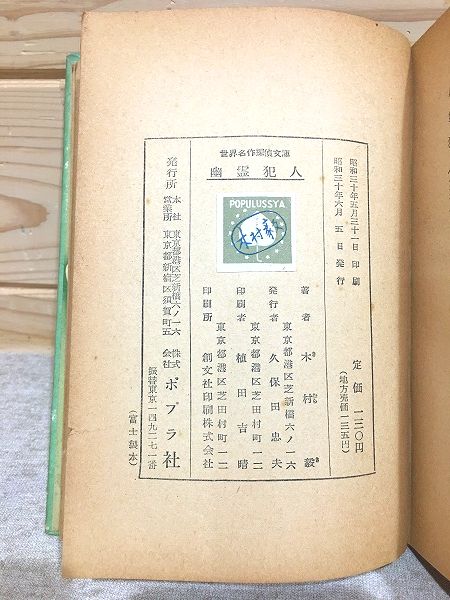 昭和三十年五月三十一日 印刷
昭和三十年六月 五 日 発行
定価 一三〇円
(地方売価一三五円)
世界名作探偵文庫
幽霊犯人
POPULUSSYA
木村毅
著者 木村毅
き むら き
東京都港区芝新橋六ノ一六
発行者 久保田忠夫
東京都港区芝田村町一ノ二
印刷者 植田吉晴
東京都港区芝田村町一ノ二
印刷所 創文社印刷株式会社
発行所
本社 東京都港区芝新橋六ノ一六
営業所 東京都新宿区須賀町五
株式会社 ポプラ社
振替東京一四九二七一番
(富士製本)